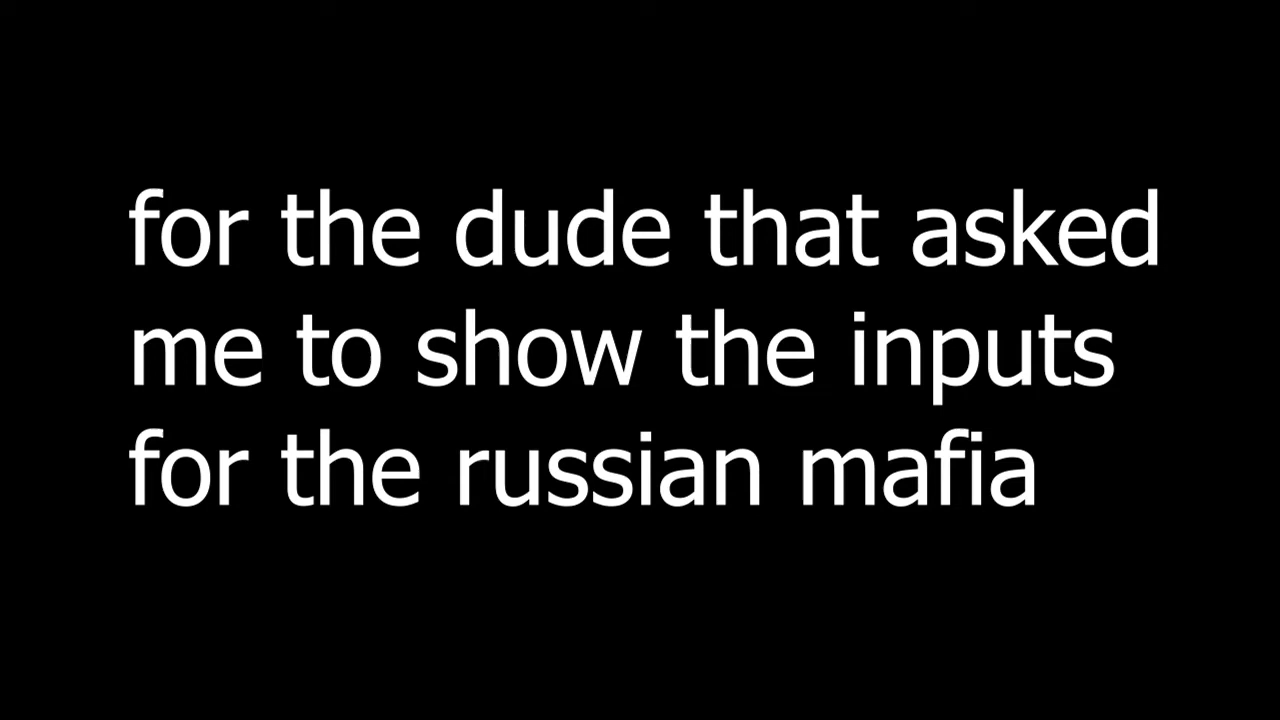 for the dude that asked
me to show the inputs
for the russian mafia